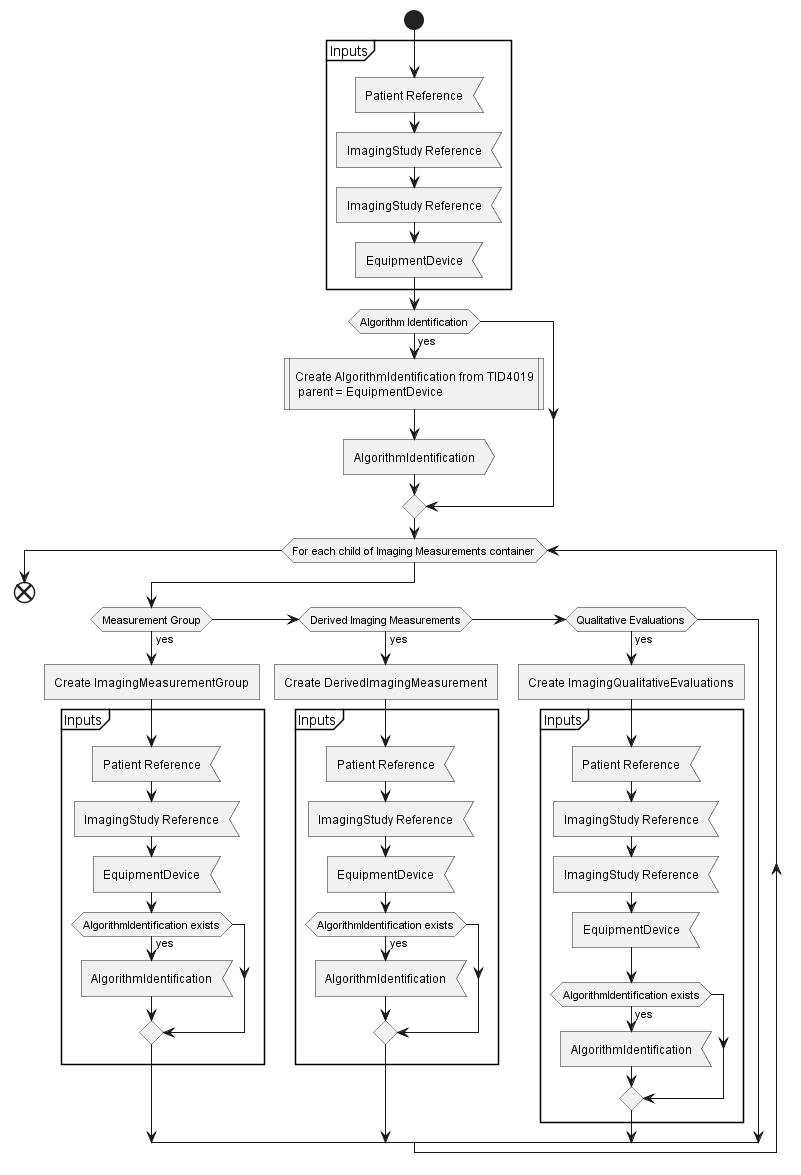 Inputs
Patient Reference
ImagingStudy Reference
ImagingStudy Reference
EquipmentDevice
Algorithm Identification
yes
Create AlgorithmIdentification from TID4019
parent = EquipmentDevice
AlgorithmIdentification
For each child of Imaging Measurements container
Measurement Group
yes
Create ImagingMeasurementGroup
Inputs
Patient Reference
ImagingStudy Reference
EquipmentDevice
AlgorithmIdentification exists
yes
AlgorithmIdentification
Derived Imaging Measurements
yes
Create DerivedImagingMeasurement
Inputs
Patient Reference
ImagingStudy Reference
EquipmentDevice
AlgorithmIdentification exists
yes
AlgorithmIdentification
Qualitative Evaluations
yes
Create ImagingQualitativeEvaluations
Inputs
Patient Reference
ImagingStudy Reference
ImagingStudy Reference
EquipmentDevice
AlgorithmIdentification exists
yes
AlgorithmIdentification